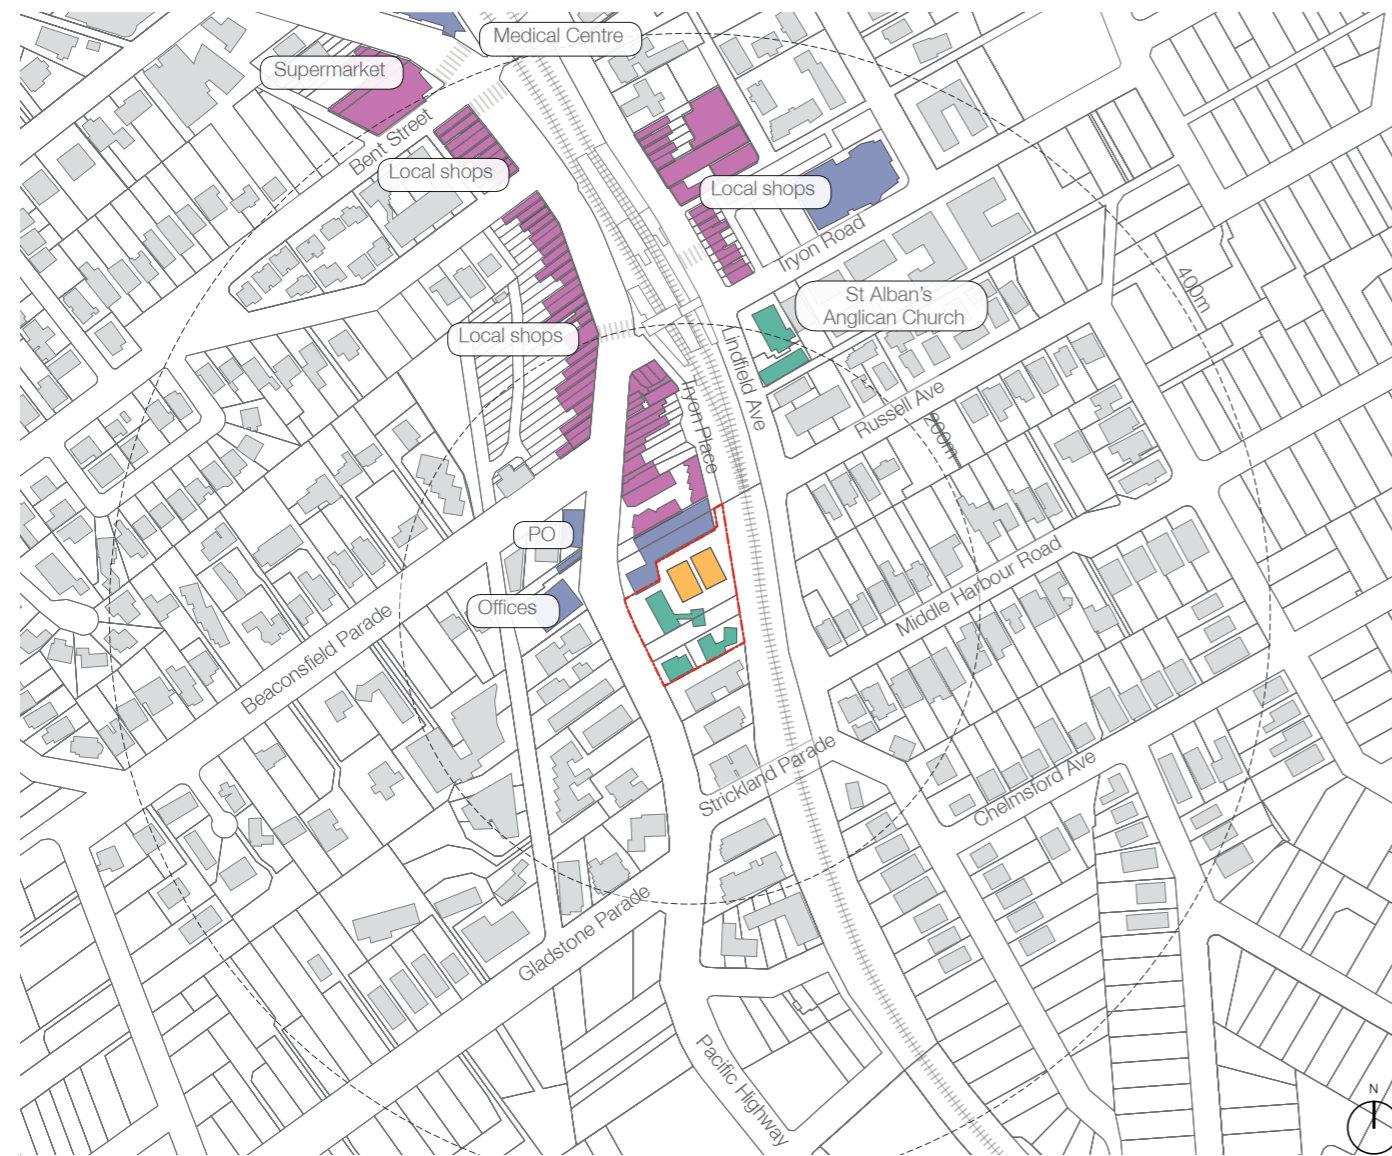 Medical Centre
Supermarket
Bent Street
Local shops
Local shops
Tryon Road
St Alban's
Anglican Church
400m
Local shops
Lindfield Ave
Tryon Place
Russell Ave
200m
PO
Offices
Middle Harbour Road
Beaconsfield Parade
Strickland Parade
Chelmsford Ave
Gladstone Parade
Pacific Highway
N